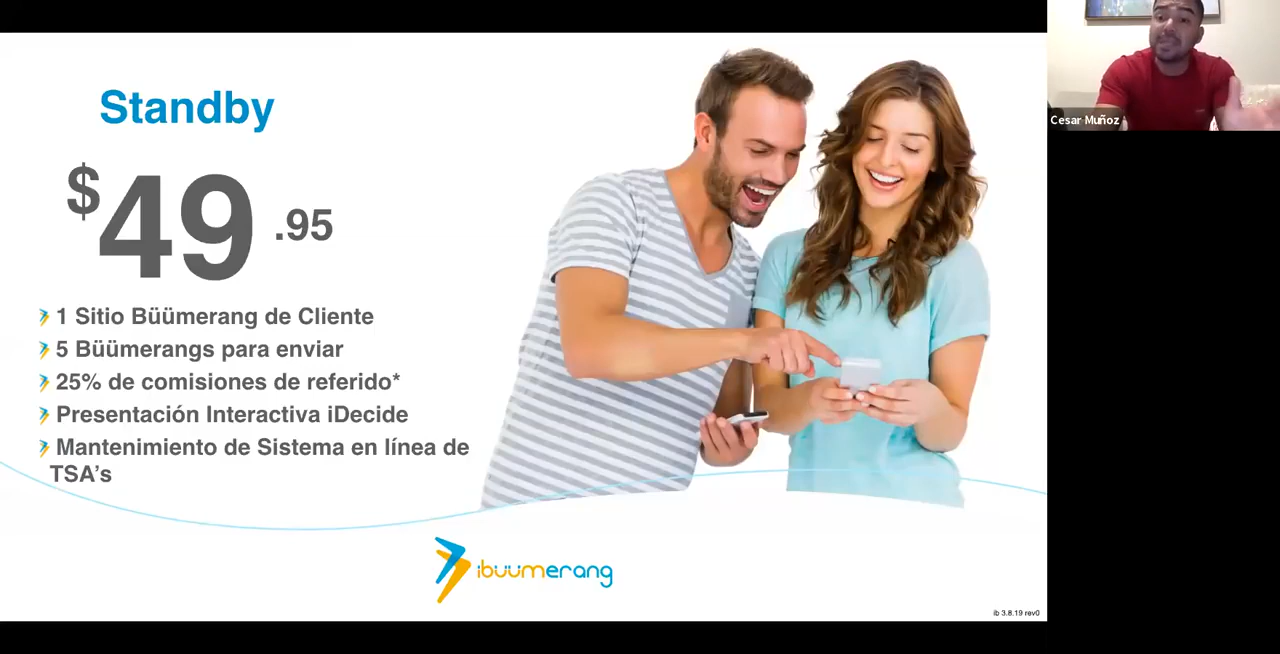 Standby
$49.95
1 Sitio Büümerang de Cliente
5 Büümerangs para enviar
25% de comisiones de referido*
Presentación Interactiva iDecide
Mantenimiento de Sistema en línea de
TSA's
ibüümerang
ib 3.8.19 rev0
Cesar Muñoz